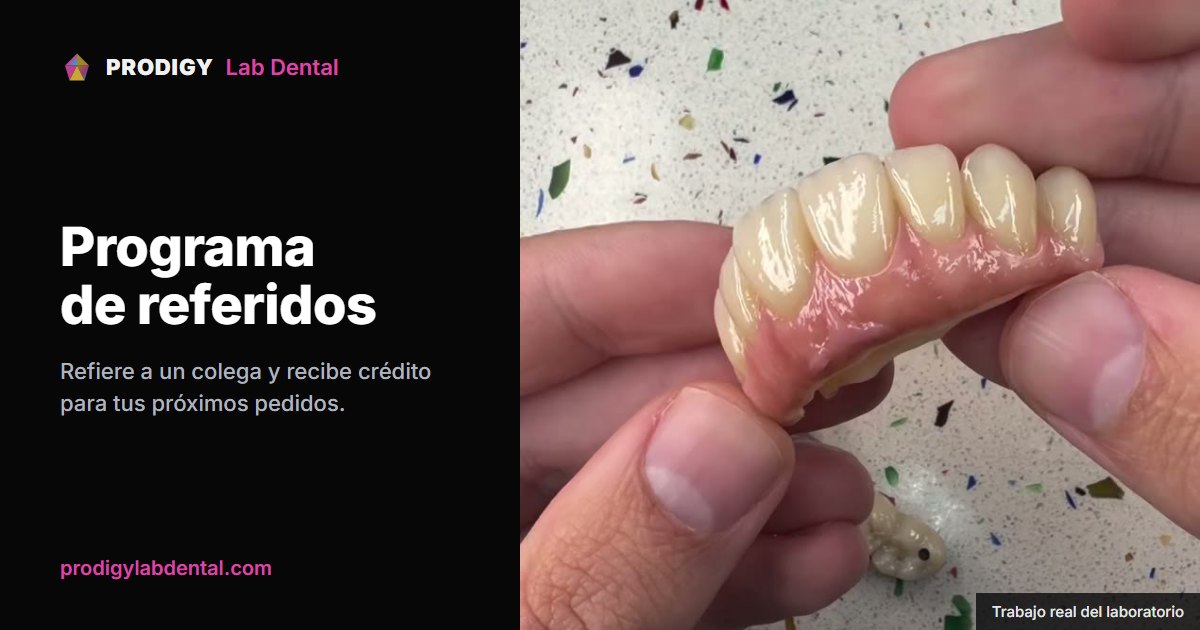 PRODIGY Lab Dental
Programa
de referidos
Refiere a un colega y recibe crédito
para tus próximos pedidos.
prodigylabdental.com
Trabajo real del laboratorio